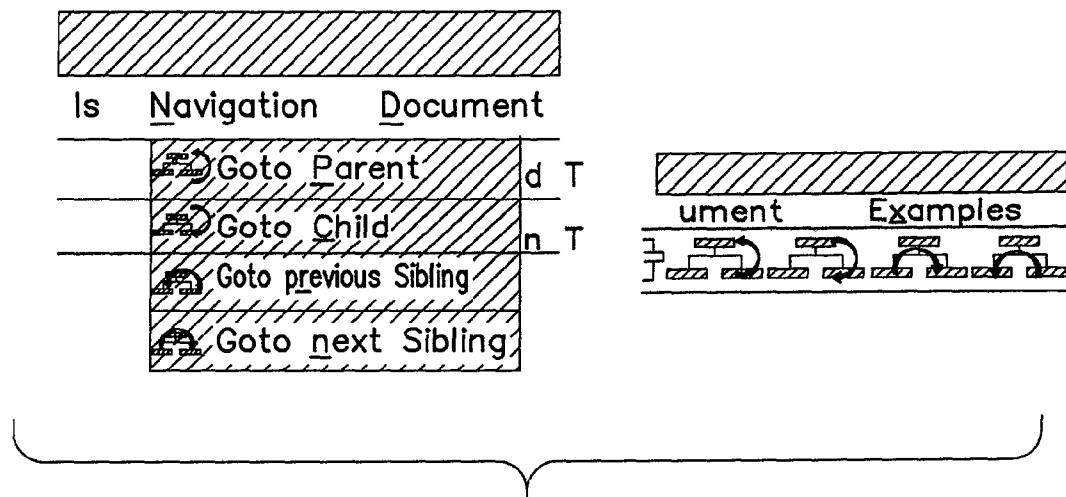 ls Navigation Document
Goto Parent
d T
Goto Child
n T
Goto previous Sibling
Goto next Sibling
ument Examples